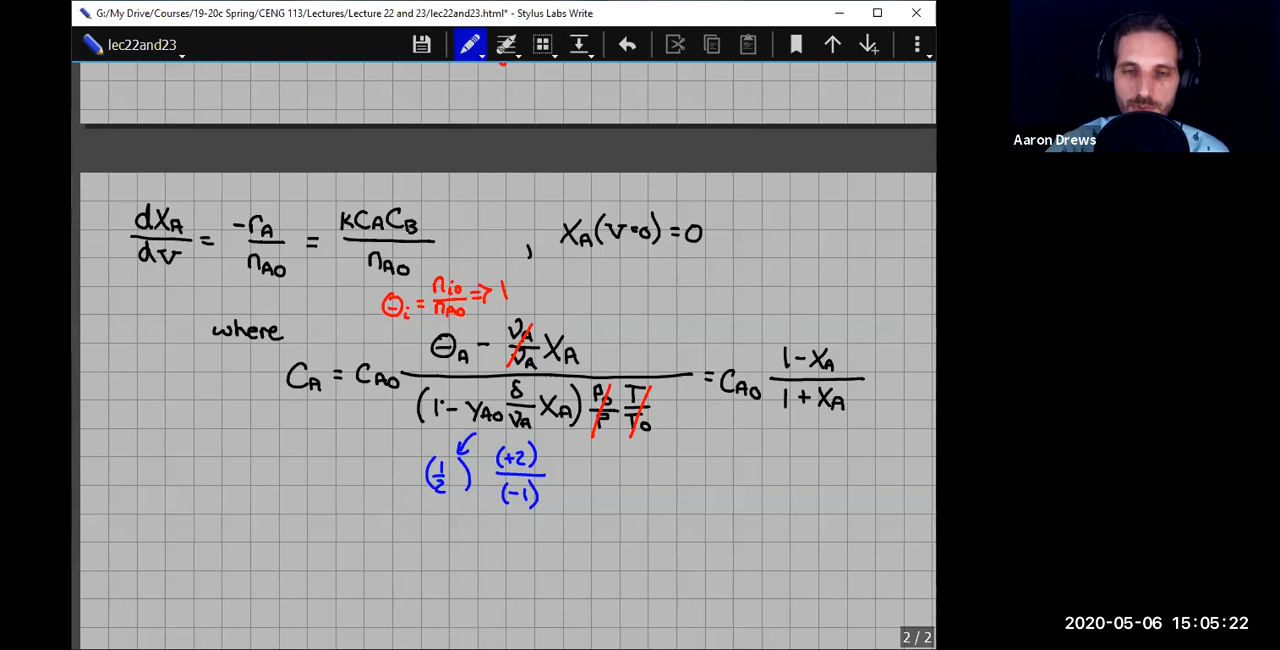 G:/My Drive/Courses/19-20c Spring/CENG 113/Lectures/Lecture 22 and 23/lec22and23.html* - Stylus Labs Write
lec22and23
Aaron Drews
dX_A/dV = -r_A/n_A0 = kC_A C_B/n_A0 , X_A(V=0) = 0
Θ_i = n_i0/n_A0 => 1
where
C_A = C_A0 (Θ_A - ν_A/ν_A X_A)/((1 - y_A0 δ/ν_A X_A) P_0/P T/T_0) = C_A0 (1 - X_A)/(1 + X_A)
(1/2) (+2)/(-1)
2020-05-06 15:05:22
2 / 2